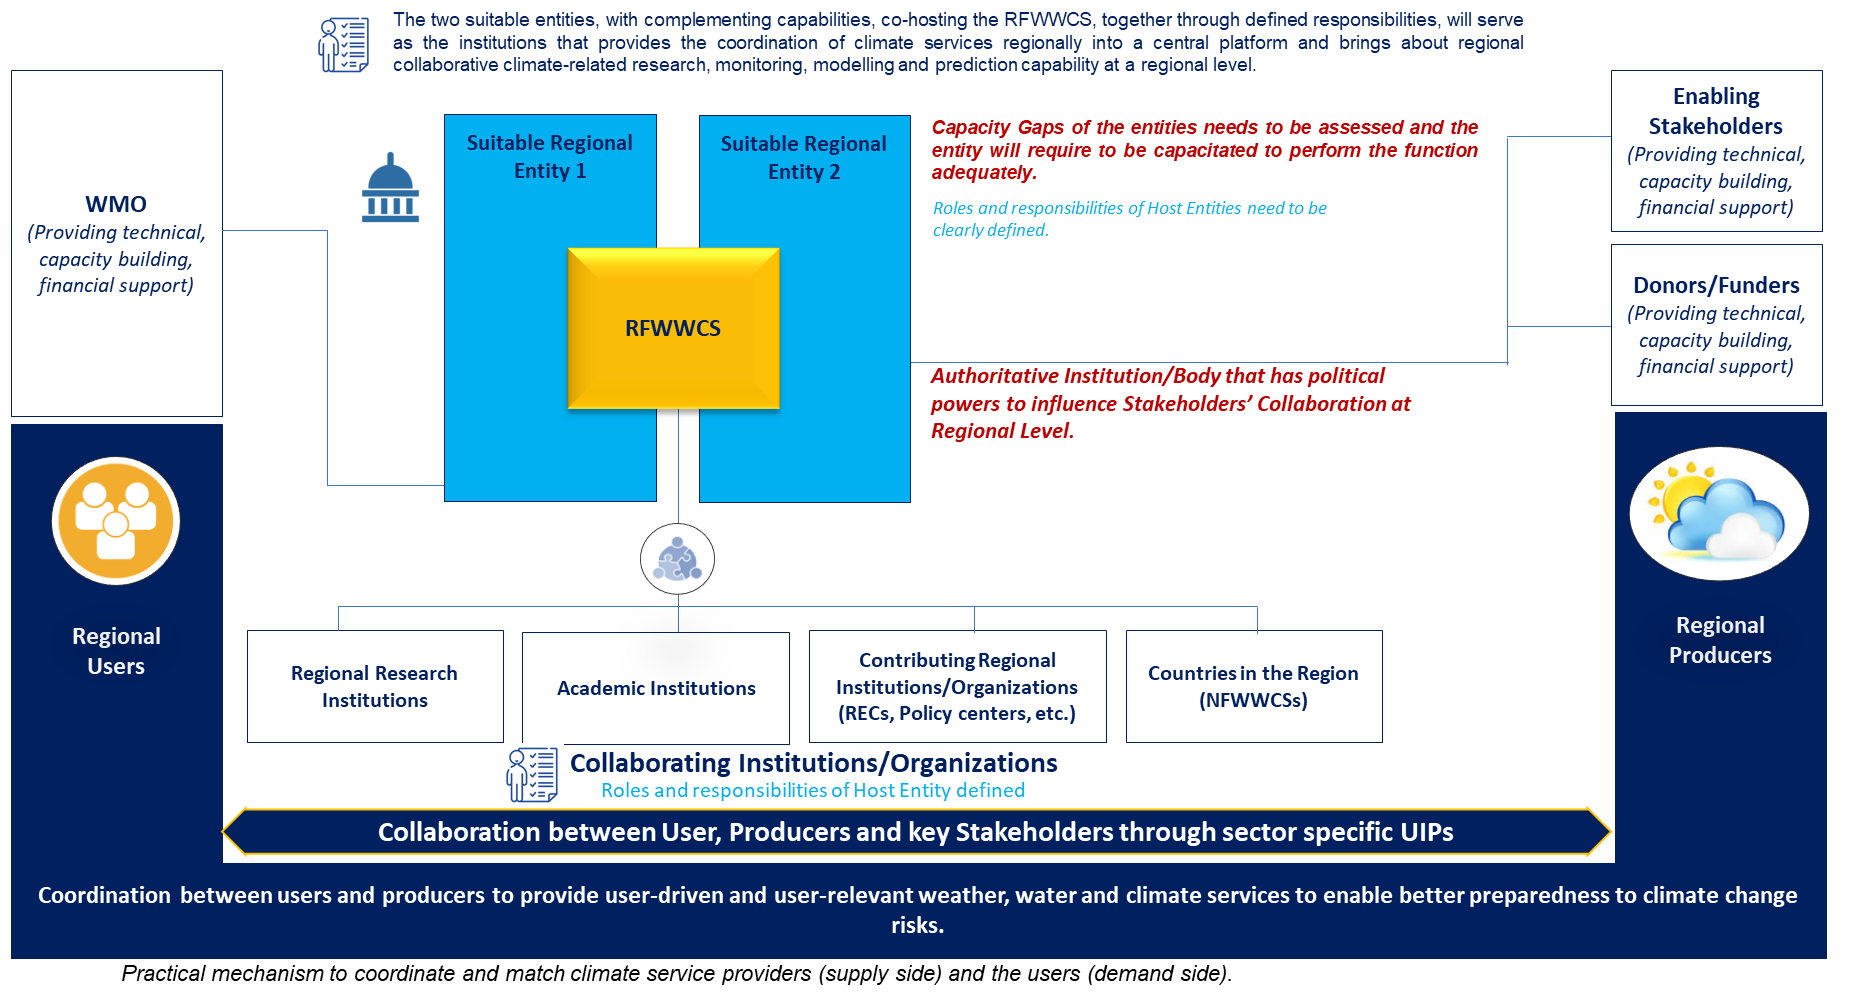 The two suitable entities, with complementing capabilities, co-hosting the RFWWCS, together through defined responsibilities, will serve
as the institutions that provides the coordination of climate services regionally into a central platform and brings about regional
collaborative climate-related research, monitoring, modelling and prediction capability at a regional level.
WMO
(Providing technical,
capacity building,
financial support)
Suitable Regional
Entity 1
Suitable Regional
Entity 2
RFWWCS
Capacity Gaps of the entities needs to be assessed and the
entity will require to be capacitated to perform the function
adequately.
Roles and responsibilities of Host Entities need to be
clearly defined.
Authoritative Institution/Body that has political
powers to influence Stakeholders’ Collaboration at
Regional Level.
Enabling
Stakeholders
(Providing technical,
capacity building,
financial support)
Donors/Funders
(Providing technical,
capacity building,
financial support)
Regional
Users
Regional
Producers
Regional Research
Institutions
Academic Institutions
Contributing Regional
Institutions/Organizations
(RECs, Policy centers, etc.)
Countries in the Region
(NFWWCSs)
Collaborating Institutions/Organizations
Roles and responsibilities of Host Entity defined
Collaboration between User, Producers and key Stakeholders through sector specific UIPs
Coordination between users and producers to provide user-driven and user-relevant weather, water and climate services to enable better preparedness to climate change
risks.
Practical mechanism to coordinate and match climate service providers (supply side) and the users (demand side).